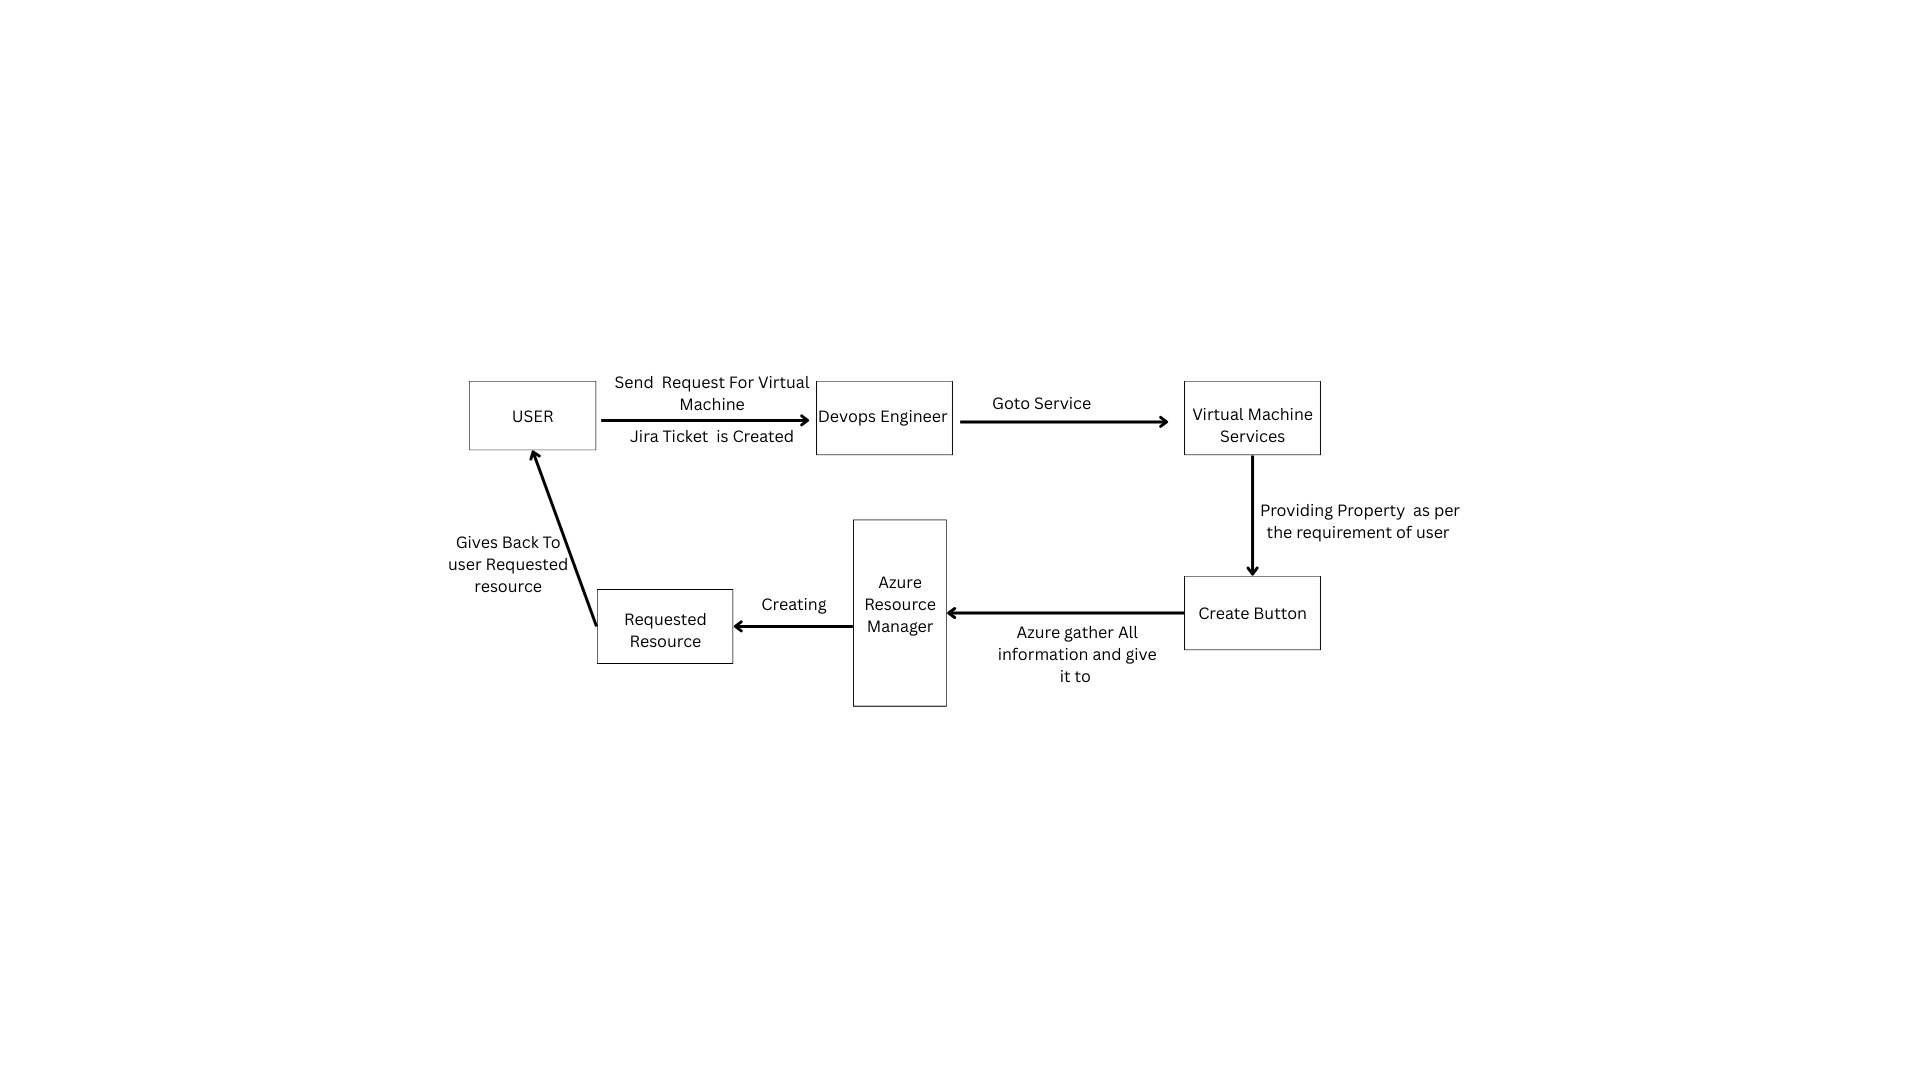 USER
Send  Request For Virtual
Machine
Jira Ticket  is Created
Devops Engineer
Goto Service
Virtual Machine
Services
Providing Property  as per
the requirement of user
Create Button
Azure gather All
information and give
it to
Azure
Resource
Manager
Creating
Requested
Resource
Gives Back To
user Requested
resource